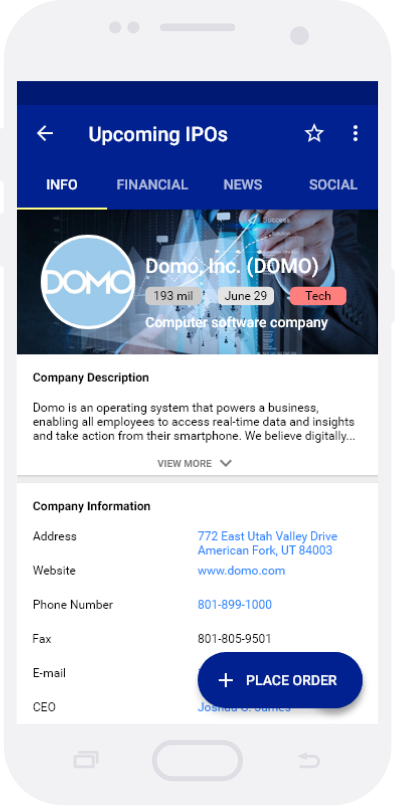 Upcoming IPOs
INFO FINANCIAL NEWS SOCIAL
Success
DOMO
Domo, Inc. (DOMO)
193 mil June 29 Tech
Computer software company
Company Description
Domo is an operating system that powers a business,
enabling all employees to access real-time data and insights
and take action from their smartphone. We believe digitally...
VIEW MORE
Company Information
Address 772 East Utah Valley Drive
American Fork, UT 84003
Website www.domo.com
Phone Number 801-899-1000
Fax 801-805-9501
E-mail
+ PLACE ORDER
CEO